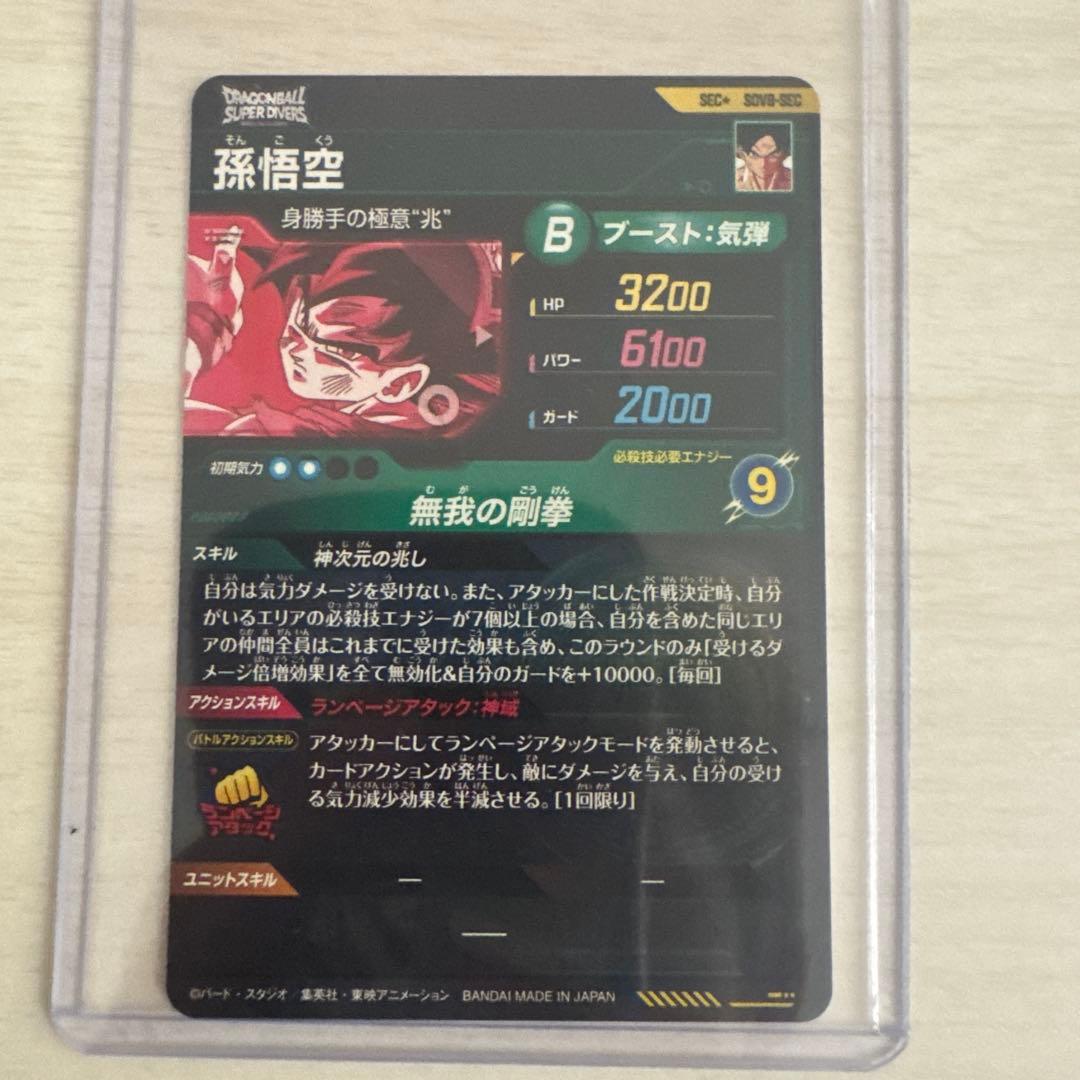 DRAGONBALL
SUPER DIVERS
SEC★ SDV8-SEC
そん ご くう
孫悟空
身勝手の極意“兆”
B ブースト:気弾
HP 3200
パワー 6100
ガード 2000
初期気力
必殺技必要エナジー
9
む が ごう けん
無我の剛拳
スキル
しん じ げん きざ
神次元の兆し
自分は気力ダメージを受けない。また、アタッカーにした作戦決定時、自分
がいるエリアの必殺技エナジーが7個以上の場合、自分を含めた同じエリ
アの仲間全員はこれまでに受けた効果も含め、このラウンドのみ「受けるダ
メージ倍増効果」を全て無効化&自分のガードを+10000。[毎回]
アクションスキル
ランページアタック:神域
バトルアクションスキル
アタッカーにしてランページアタックモードを発動させると、
カードアクションが発生し、敵にダメージを与え、自分の受け
る気力減少効果を半減させる。[1回限り]
ランページ
アタック
ユニットスキル
©バード・スタジオ/集英社・東映アニメーション BANDAI MADE IN JAPAN